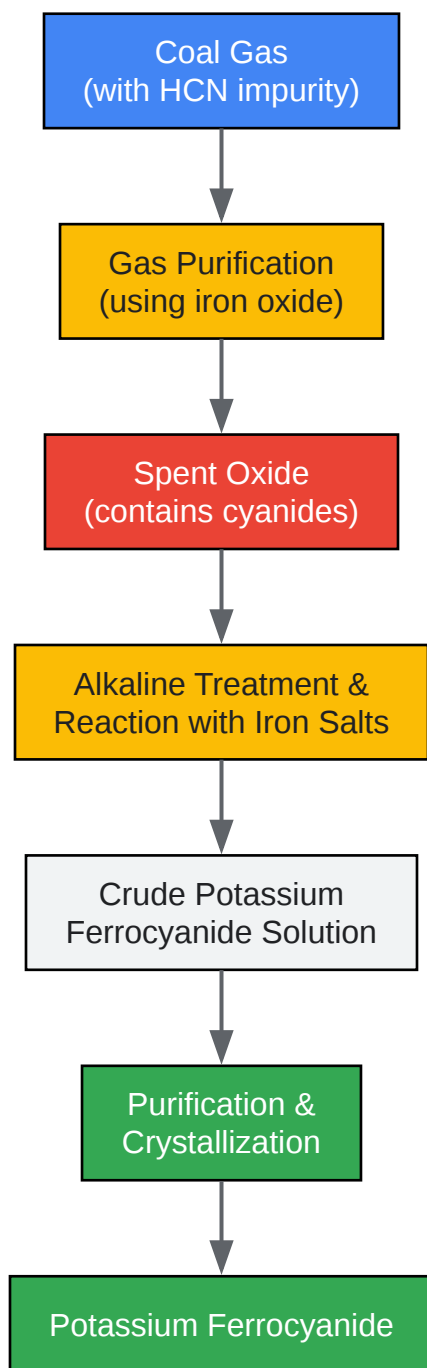 Coal Gas
(with HCN impurity)
Gas Purification
(using iron oxide)
Spent Oxide
(contains cyanides)
Alkaline Treatment &
Reaction with Iron Salts
Crude Potassium
Ferrocyanide Solution
Purification &
Crystallization
Potassium Ferrocyanide